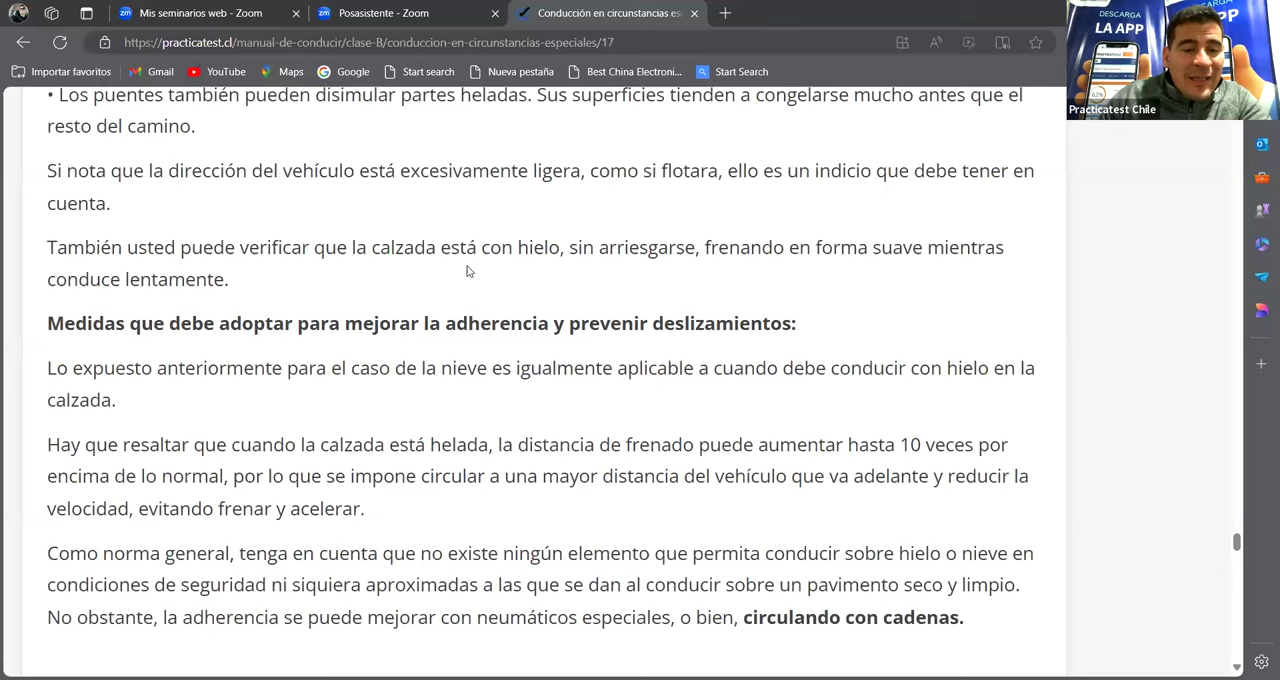 Mis seminarios web - Zoom
Posasistente - Zoom
Conducción en circunstancias es
https://practicatest.cl/manual-de-conducir/clase-B/conduccion-en-circunstancias-especiales/17
Importar favoritos
Gmail
YouTube
Maps
Google
Start search
Nueva pestaña
Best China Electroni...
Start Search
DESCARGA
LA APP
Practicatest Chile
• Los puentes también pueden disimular partes heladas. Sus superficies tienden a congelarse mucho antes que el
resto del camino.
Si nota que la dirección del vehículo está excesivamente ligera, como si flotara, ello es un indicio que debe tener en
cuenta.
También usted puede verificar que la calzada está con hielo, sin arriesgarse, frenando en forma suave mientras
conduce lentamente.
Medidas que debe adoptar para mejorar la adherencia y prevenir deslizamientos:
Lo expuesto anteriormente para el caso de la nieve es igualmente aplicable a cuando debe conducir con hielo en la
calzada.
Hay que resaltar que cuando la calzada está helada, la distancia de frenado puede aumentar hasta 10 veces por
encima de lo normal, por lo que se impone circular a una mayor distancia del vehículo que va adelante y reducir la
velocidad, evitando frenar y acelerar.
Como norma general, tenga en cuenta que no existe ningún elemento que permita conducir sobre hielo o nieve en
condiciones de seguridad ni siquiera aproximadas a las que se dan al conducir sobre un pavimento seco y limpio.
No obstante, la adherencia se puede mejorar con neumáticos especiales, o bien, circulando con cadenas.